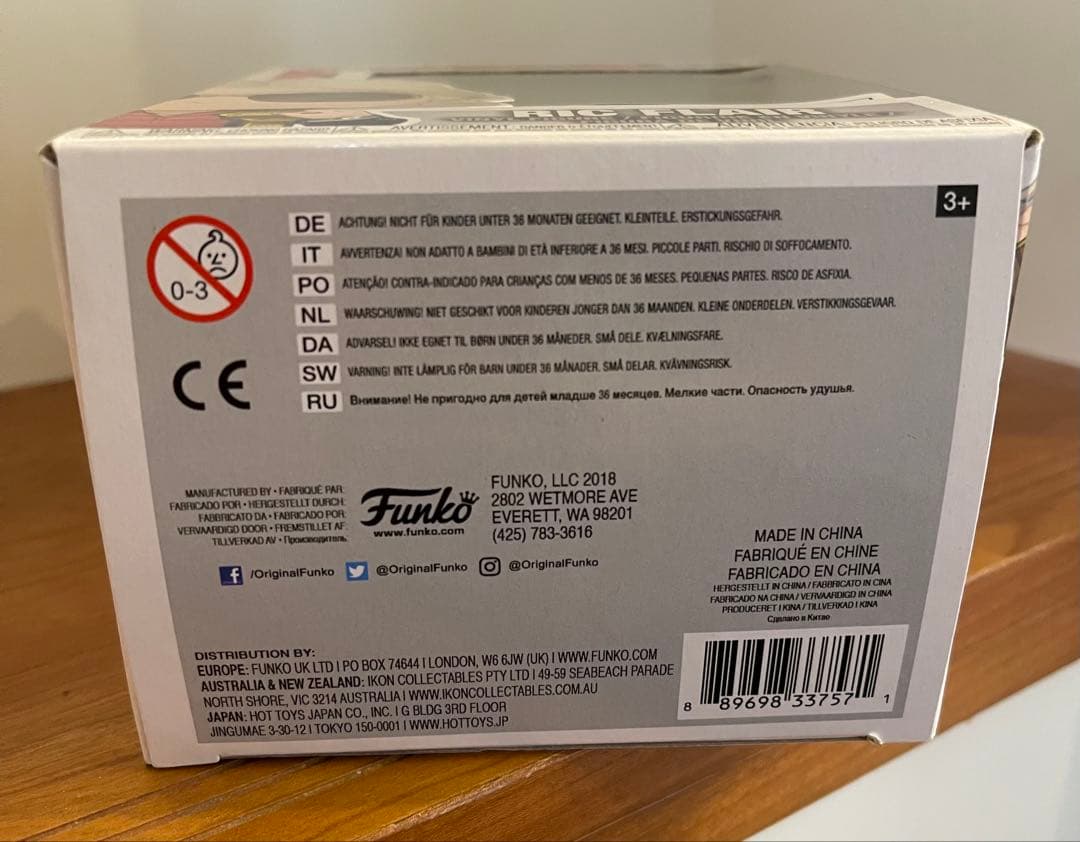 RIC FLAIR
AVERTISSEMENT
3+
0-3
DE ACHTUNG! NICHT FÜR KINDER UNTER 36 MONATEN GEEIGNET. KLEINTEILE. ERSTICKUNGSGEFAHR.
IT AVVERTENZA! NON ADATTO A BAMBINI DI ETÀ INFERIORE A 36 MESI. PICCOLE PARTI. RISCHIO DI SOFFOCAMENTO.
PO ATENÇÃO! CONTRA-INDICADO PARA CRIANÇAS COM MENOS DE 36 MESES. PEQUENAS PARTES. RISCO DE ASFIXIA.
NL WAARSCHUWING! NIET GESCHIKT VOOR KINDEREN JONGER DAN 36 MAANDEN. KLEINE ONDERDELEN. VERSTIKKINGSGEVAAR.
DA ADVARSEL! IKKE EGNET TIL BØRN UNDER 36 MÅNEDER. SMÅ DELE. KVÆLNINGSFARE.
SW VARNING! INTE LÄMPLIG FÖR BARN UNDER 36 MÅNADER. SMÅ DELAR. KVÄVNINGSRISK.
RU Внимание! Не пригодно для детей младше 36 месяцев. Мелкие части. Опасность удушья.
CE
MANUFACTURED BY • FABRIQUÉ PAR:
FABRICADO POR • HERGESTELLT DURCH:
FABBRICATO DA • FABRICADO POR:
VERVAARDIGD DOOR • FREMSTILLET AF:
TILLVERKAD AV • Производитель
Funko
www.funko.com
FUNKO, LLC 2018
2802 WETMORE AVE
EVERETT, WA 98201
(425) 783-3616
/OriginalFunko @OriginalFunko @OriginalFunko
MADE IN CHINA
FABRIQUÉ EN CHINE
FABRICADO EN CHINA
HERGESTELLT IN CHINA / FABBRICATO IN CINA
FABRICADO NA CHINA / VERVAARDIGD IN CHINA
PRODUCERET I KINA / TILLVERKAD I KINA
Сделано в Китае
DISTRIBUTION BY:
EUROPE: FUNKO UK LTD | PO BOX 74644 | LONDON, W6 6JW (UK) | WWW.FUNKO.COM
AUSTRALIA & NEW ZEALAND: IKON COLLECTABLES PTY LTD | 49-59 SEABEACH PARADE
NORTH SHORE, VIC 3214 AUSTRALIA | WWW.IKONCOLLECTABLES.COM.AU
JAPAN: HOT TOYS JAPAN CO., INC. | G BLDG 3RD FLOOR
JINGUMAE 3-30-12 | TOKYO 150-0001 | WWW.HOTTOYS.JP
8 89698 33757 1